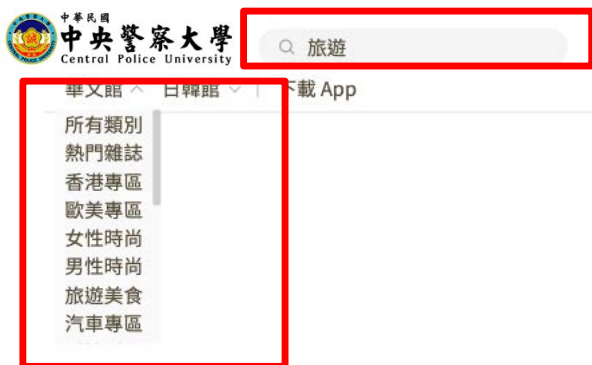 中華民國
中央警察大學
Central Police University
旅遊
華文館 日韓館 | 下載 App
所有類別
熱門雜誌
香港專區
歐美專區
女性時尚
男性時尚
旅遊美食
汽車專區